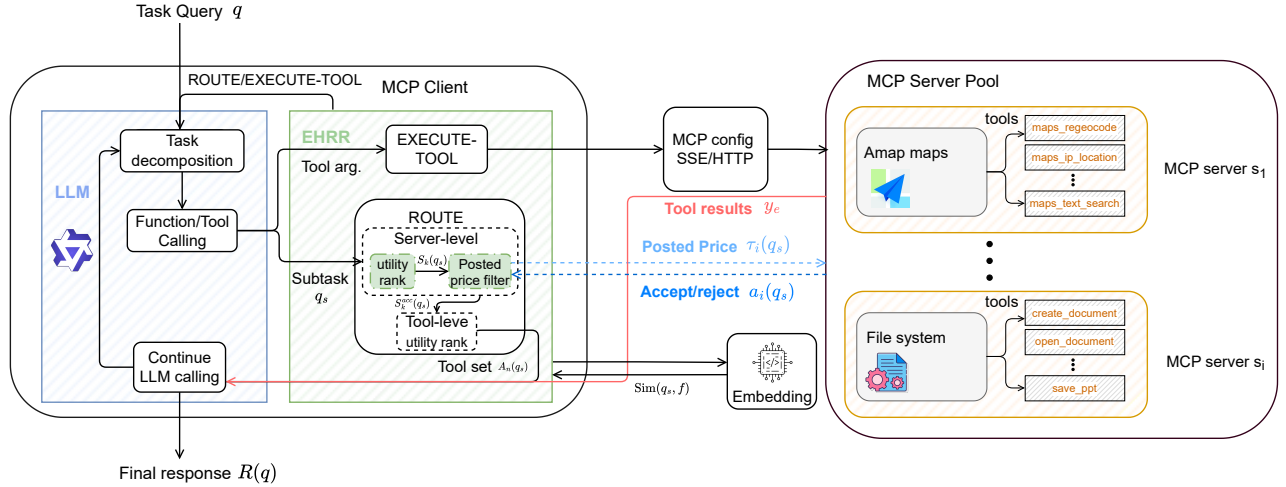 Task Query q
ROUTE/EXECUTE-TOOL
MCP Client
LLM
Task
decomposition
Function/Tool
Calling
Continue
LLM calling
Final response R(q)
EHRR
Tool arg.
EXECUTE-
TOOL
Subtask
q_s
ROUTE
Server-level
utility
rank
S_k(q_s)
Posted
price filter
S_k^{acc}(q_s)
Tool-leve
utility rank
Tool set A_n(q_s)
MCP config
SSE/HTTP
Tool results y_e
Posted Price τ_i(q_s)
Accept/reject a_i(q_s)
Sim(q_s, f)
</>
Embedding
MCP Server Pool
Amap maps
tools
maps_regeocode
maps_ip_location
maps_text_search
MCP server s_1
File system
tools
create_document
open_document
save_ppt
MCP server s_i